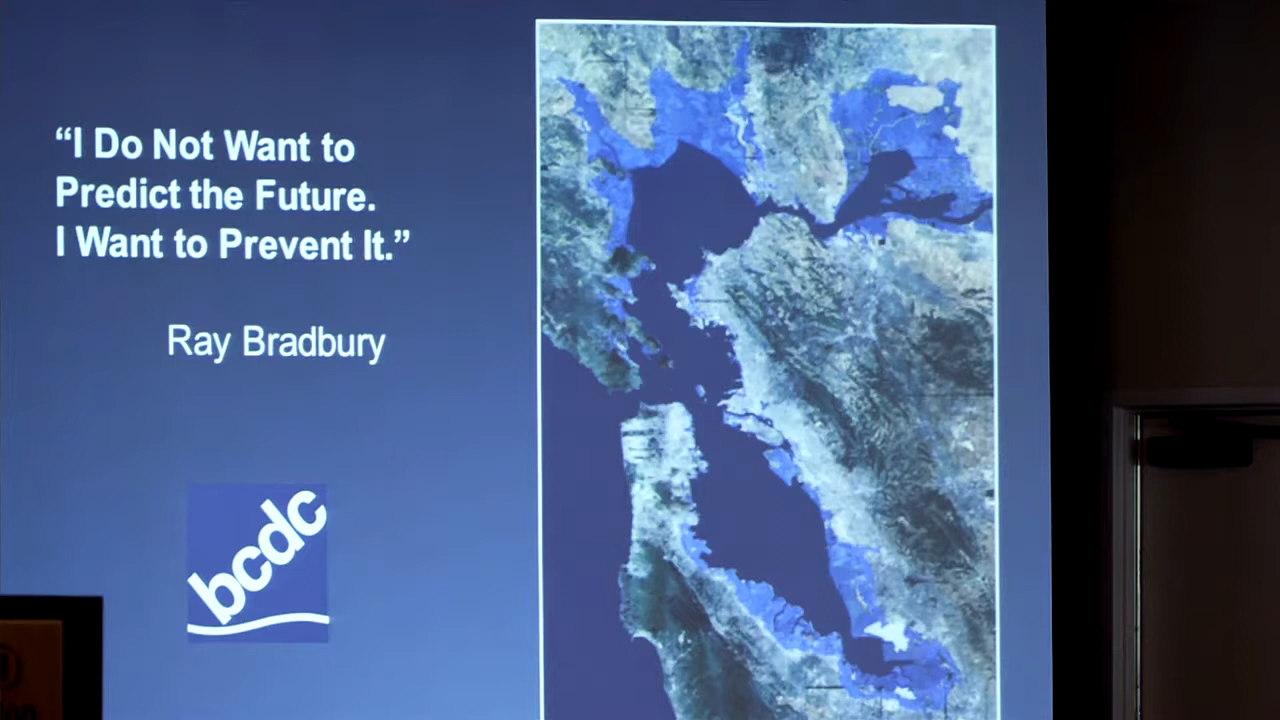 “I Do Not Want to
Predict the Future.
I Want to Prevent It.”
Ray Bradbury
bcdc